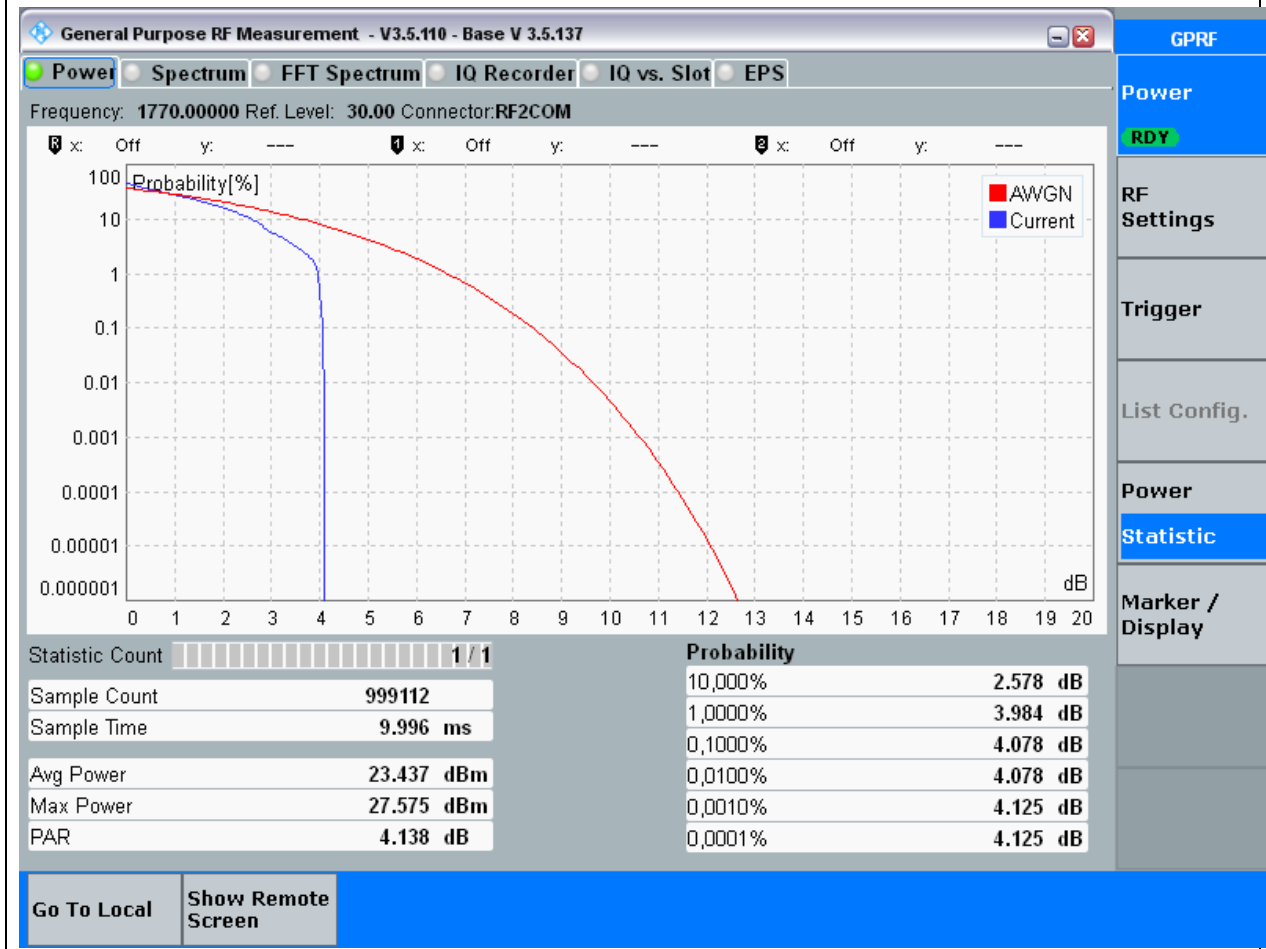 General Purpose RF Measurement - V3.5.110 - Base V 3.5.137
GPRF
Power Spectrum FFT Spectrum IQ Recorder IQ vs. Slot EPS
Frequency: 1770.00000 Ref. Level: 30.00 Connector:RF2COM
R x: Off y: --- 1 x: Off y: --- 2 x: Off y: ---
Probability[%]
AWGN
Current
100
10
1
0.1
0.01
0.001
0.0001
0.00001
0.000001
dB
0 1 2 3 4 5 6 7 8 9 10 11 12 13 14 15 16 17 18 19 20
Statistic Count 1 / 1
Sample Count 999112
Sample Time 9.996 ms
Avg Power 23.437 dBm
Max Power 27.575 dBm
PAR 4.138 dB
Probability
10,000% 2.578 dB
1,0000% 3.984 dB
0,1000% 4.078 dB
0,0100% 4.078 dB
0,0010% 4.125 dB
0,0001% 4.125 dB
Power
RDY
RF
Settings
Trigger
List Config.
Power
Statistic
Marker /
Display
Go To Local
Show Remote
Screen